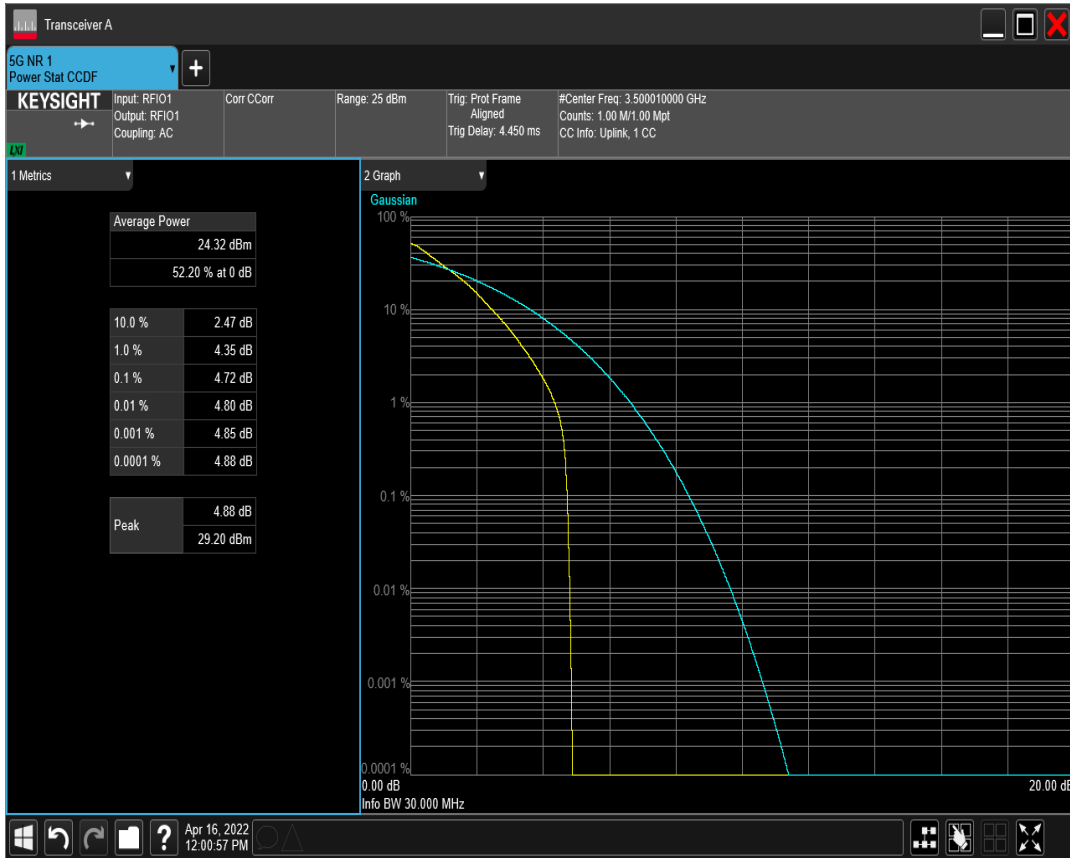 Transceiver A
5G NR 1
Power Stat CCDF
KEYSIGHT
LXI
Input: RFIO1
Output: RFIO1
Coupling: AC
Corr CCorr
Range: 25 dBm
Trig: Prot Frame
Aligned
Trig Delay: 4.450 ms
#Center Freq: 3.500010000 GHz
Counts: 1.00 M/1.00 Mpt
CC Info: Uplink, 1 CC
1 Metrics
Average Power
24.32 dBm
52.20 % at 0 dB
10.0 % 2.47 dB
1.0 % 4.35 dB
0.1 % 4.72 dB
0.01 % 4.80 dB
0.001 % 4.85 dB
0.0001 % 4.88 dB
Peak 4.88 dB
29.20 dBm
2 Graph
Gaussian
100 %
10 %
1 %
0.1 %
0.01 %
0.001 %
0.0001 %
0.00 dB 20.00 dB
Info BW 30.000 MHz
?
Apr 16, 2022
12:00:57 PM